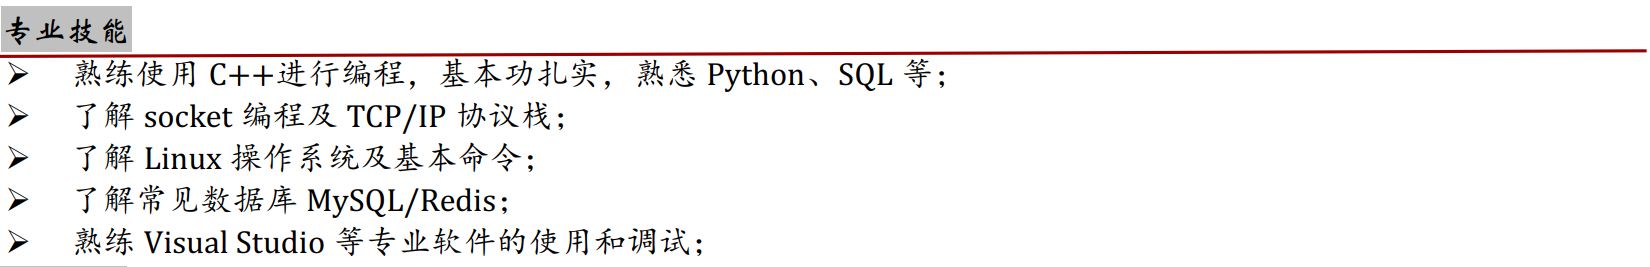 专业技能
熟练使用 C++进行编程，基本功扎实，熟悉 Python、SQL 等；
了解 socket 编程及 TCP/IP 协议栈；
了解 Linux 操作系统及基本命令；
了解常见数据库 MySQL/Redis；
熟练 Visual Studio 等专业软件的使用和调试；